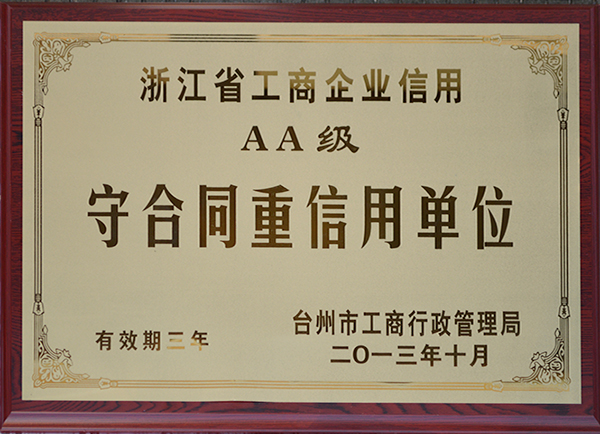 浙江省工商企业信用
AA级
守合同重信用单位
有效期三年
台州市工商行政管理局
二O一三年十月